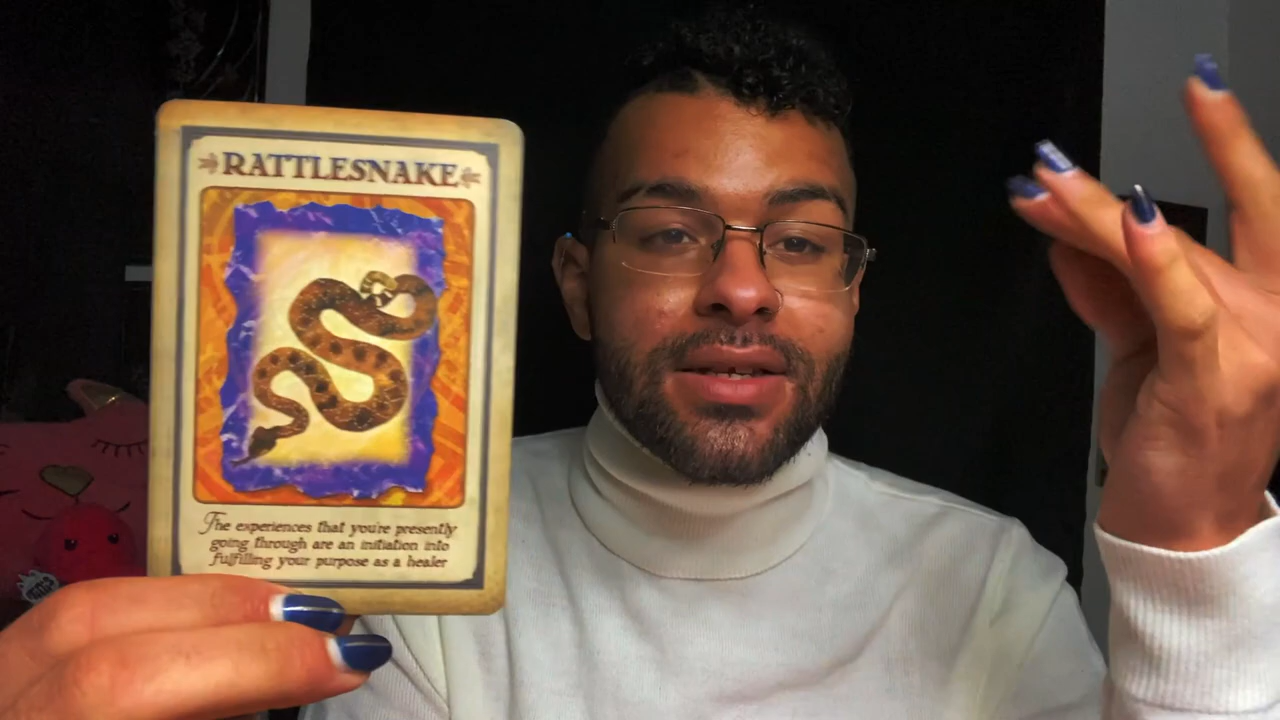 RATTLESNAKE
The experiences that you're presently
going through are an initiation into
fulfilling your purpose as a healer